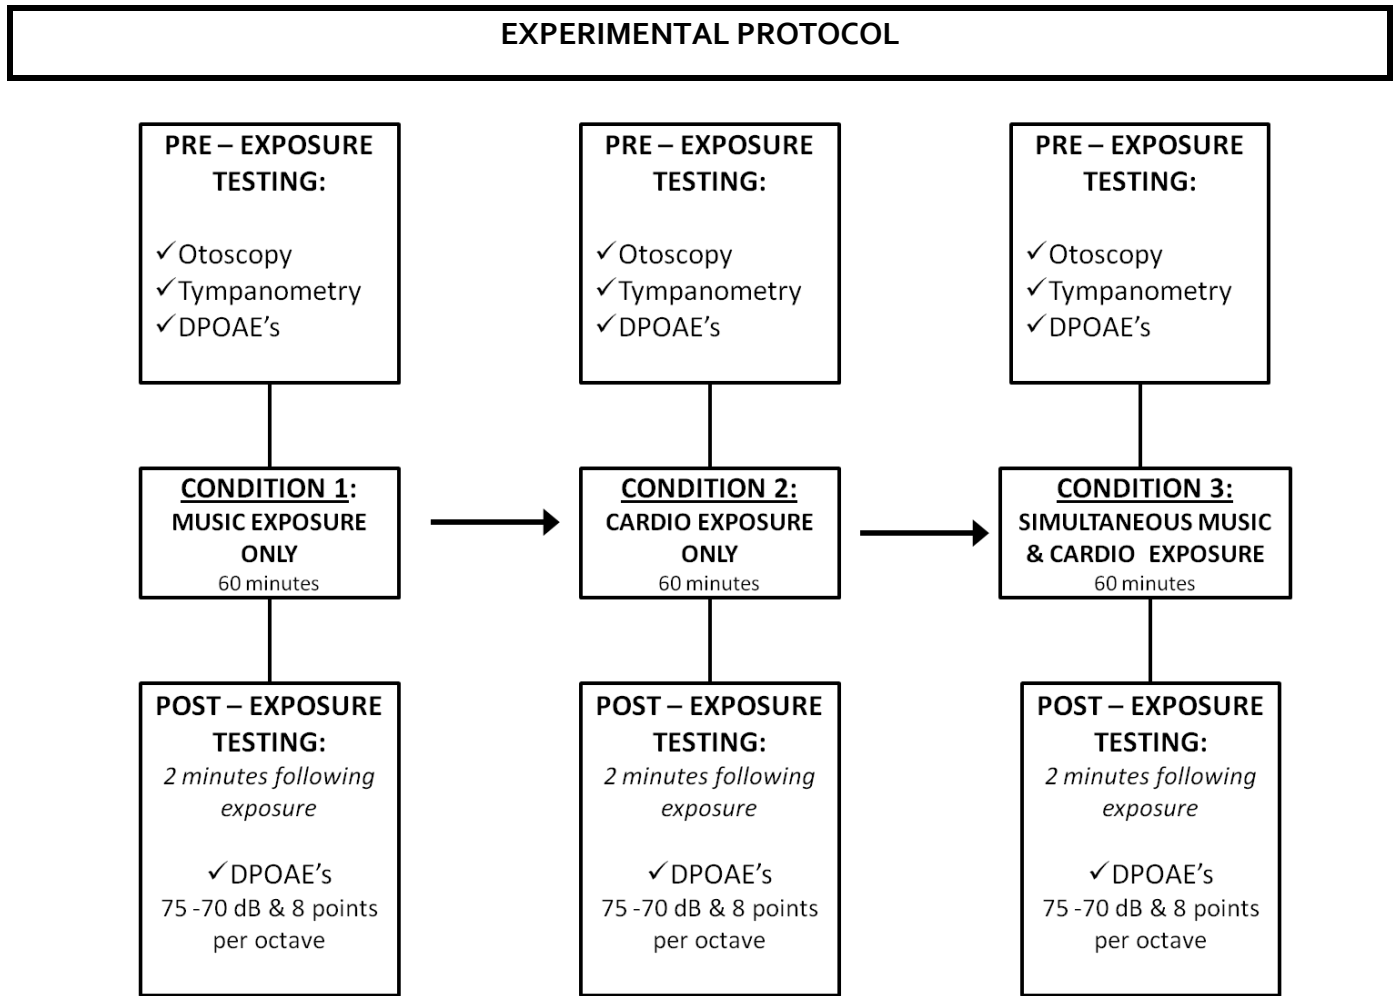 EXPERIMENTAL PROTOCOL
PRE – EXPOSURE
TESTING:
✓Otoscopy
✓Tympanometry
✓DPOAE’s
PRE – EXPOSURE
TESTING:
✓Otoscopy
✓Tympanometry
✓DPOAE’s
PRE – EXPOSURE
TESTING:
✓Otoscopy
✓Tympanometry
✓DPOAE’s
CONDITION 1:
MUSIC EXPOSURE
ONLY
60 minutes
CONDITION 2:
CARDIO EXPOSURE
ONLY
60 minutes
CONDITION 3:
SIMULTANEOUS MUSIC
& CARDIO EXPOSURE
60 minutes
POST – EXPOSURE
TESTING:
2 minutes following
exposure
✓DPOAE’s
75 -70 dB & 8 points
per octave
POST – EXPOSURE
TESTING:
2 minutes following
exposure
✓DPOAE’s
75 -70 dB & 8 points
per octave
POST – EXPOSURE
TESTING:
2 minutes following
exposure
✓DPOAE’s
75 -70 dB & 8 points
per octave